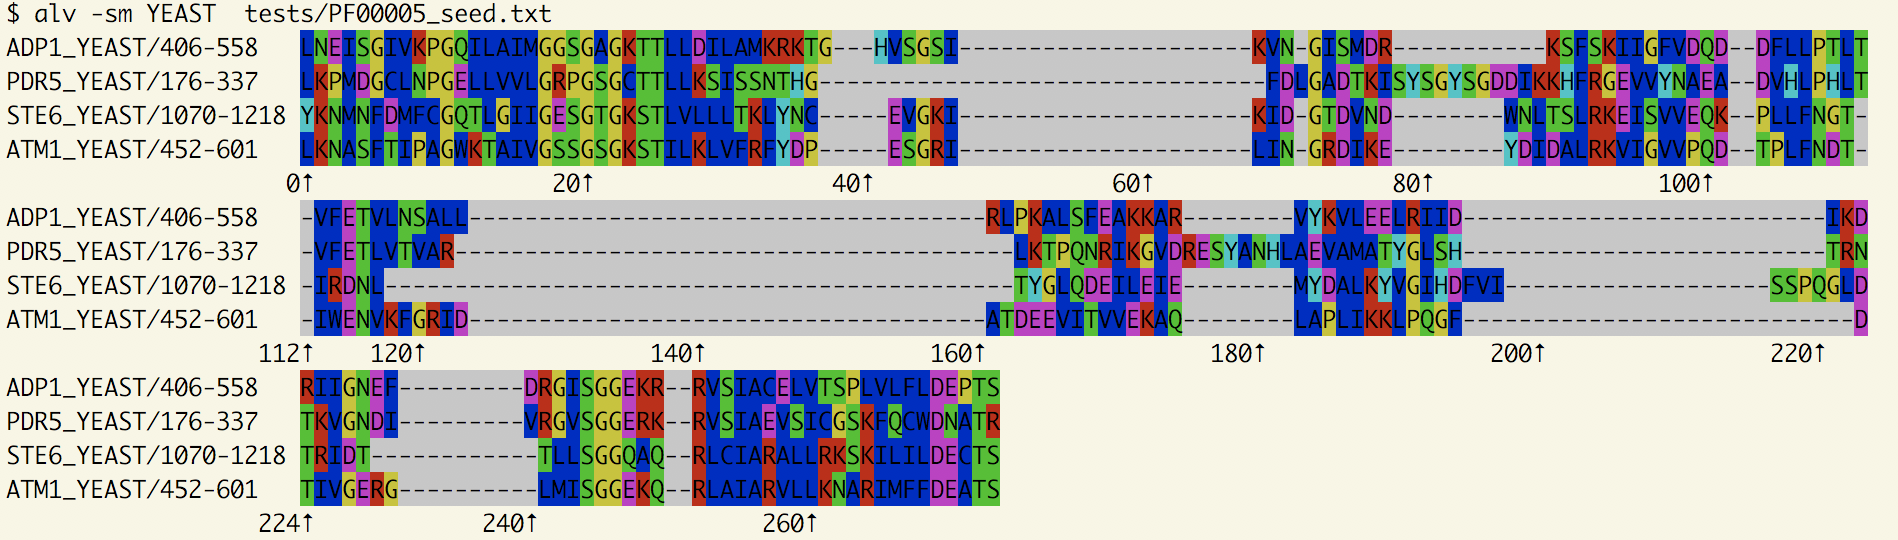 $ alv -sm YEAST  tests/PF00005_seed.txt
ADP1_YEAST/406-558   LNEISGIVKPGQILAIMGGSGAGKTTLLDILAMKRKTG---HVSGSI---------------------KVN-GISMDR-----------KSFSKIIGFVDQD--DFLLPTLT
PDR5_YEAST/176-337   LKPMDGCLNPGELLVVLGRPGSGCTTLLKSISSNTHG--------------------------------FDLGADTKISYSGYSGDDIKKHFRGEVVYNAEA--DVHLPHLT
STE6_YEAST/1070-1218 YKNMNFDMFCGQTLGIIGESGTGKSTLVLLLTKLYNC-----EVGKI---------------------KID-GTDVND--------WNLTSLRKEISVVEQK--PLLFNGT-
ATM1_YEAST/452-601   LKNASFTIPAGWKTAIVGSSGSGKSTILKLVFRFYDP-----ESGRI---------------------LIN-GRDIKE--------YDIDALRKVIGVVPQD--TPLFNDT-
0↑ 20↑ 40↑ 60↑ 80↑ 100↑
ADP1_YEAST/406-558   -VFETVLNSALL-------------------------------------RLPKALSFEAKKAR--------VYKVLEELRIID--------------------------IKD
PDR5_YEAST/176-337   -VFETLVTVAR----------------------------------------LKTPQNRIKGVDRESYANHLAEVAMATYGLSH--------------------------TRN
STE6_YEAST/1070-1218 -IRDNL---------------------------------------------TYGLQDEILEIE--------MYDALKYVGIHDFVI-------------------SSPQGLD
ATM1_YEAST/452-601   -IWENVKFGRID-------------------------------------ATDEEVITVVEKAQ--------LAPLIKKLPQGF----------------------------D
112↑ 120↑ 140↑ 160↑ 180↑ 200↑ 220↑
ADP1_YEAST/406-558   RIIGNEF---------DRGISGGEKR--RVSIACELVTSPLVLFLDEPTS
PDR5_YEAST/176-337   TKVGNDI---------VRGVSGGERK--RVSIAEVSICGSKFQCWDNATR
STE6_YEAST/1070-1218 TRIDT------------TLLSGGQAQ--RLCIARALLRKSKILILDECTS
ATM1_YEAST/452-601   TIVGERG----------LMISGGEKQ--RLAIARVLLKNARIMFFDEATS
224↑ 240↑ 260↑